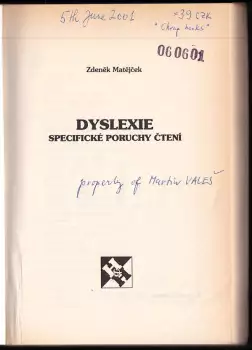 5th June 2001
*39 CZK
"Cheap books"
060601
Zdeněk Matějček
DYSLEXIE
SPECIFICKÉ PORUCHY ČTENÍ
property of Martin VALEŠ